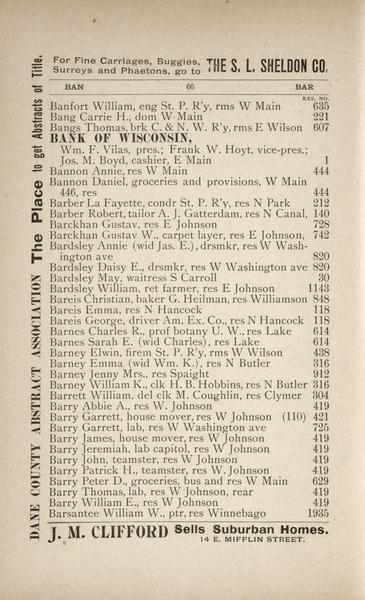 For Fine Carriages, Buggies, Surreys and Phaetons, go to THE S. L. SHELDON CO.
BAN 66 BAR
RES. NO.
Banfort William, eng St. P. R'y, rms W Main 635
Bang Carrie H., dom W Main 221
Bangs Thomas, brk C. & N. W. R'y, rms E Wilson 607
BANK OF WISCONSIN,
Wm. F. Vilas, pres.; Frank W. Hoyt, vice-pres.;
Jos. M. Boyd, cashier, E Main 1
Bannon Annie, res W Main 444
Bannon Daniel, groceries and provisions, W Main
446, res 444
Barber La Fayette, condr St. P. R'y, res N Park 212
Barber Robert, tailor A. J. Gatterdam, res N Canal, 140
Barckhan Gustav, res E Johnson 728
Barckhan Gustav W., carpet layer, res E Johnson, 742
Bardsley Annie (wid Jas. E.), drsmkr, res W Wash-
ington ave 820
Bardsley Daisy E., drsmkr, res W Washington ave 820
Bardsley May, waitress S Carroll 30
Bardsley William, ret farmer, res E Johnson 1143
Bareis Christian, baker G. Heilman, res Williamson 848
Bareis Emma, res N Hancock 118
Bareis George, driver Am. Ex. Co., res N Hancock 118
Barnes Charles R., prof botany U. W., res Lake 614
Barnes Sarah E. (wid Charles), res Lake 614
Barney Elwin, firem St. P. R'y, rms W Wilson 438
Barney Emma (wid Wm. K.), res N Butler 316
Barney Jenny Mrs., res Spaight 912
Barney William K., clk H. B. Hobbins, res N Butler 316
Barrett William. del clk M. Coughlin, res Clymer 304
Barry Abbie A., res W. Johnson 419
Barry Garrett, house mover, res W Johnson (110) 421
Barry Garrett, lab, res W Washington ave 725
Barry James, house mover, res W Johnson 419
Barry Jeremiah, lab capitol, res W Johnson 419
Barry John, teamster, res W Johnson 419
Barry Patrick H., teamster, res W. Johnson 419
Barry Peter D., groceries, bus and res W Main 629
Barry Thomas, lab, res W Johnson, rear 419
Barry William E., res W Johnson 419
Barsantee William W., ptr, res Winnebago 1935
J. M. CLIFFORD Sells Suburban Homes.
14 E. MIFFLIN STREET.
DANE COUNTY ABSTRACT ASSOCIATION The Place to get Abstracts of Title.